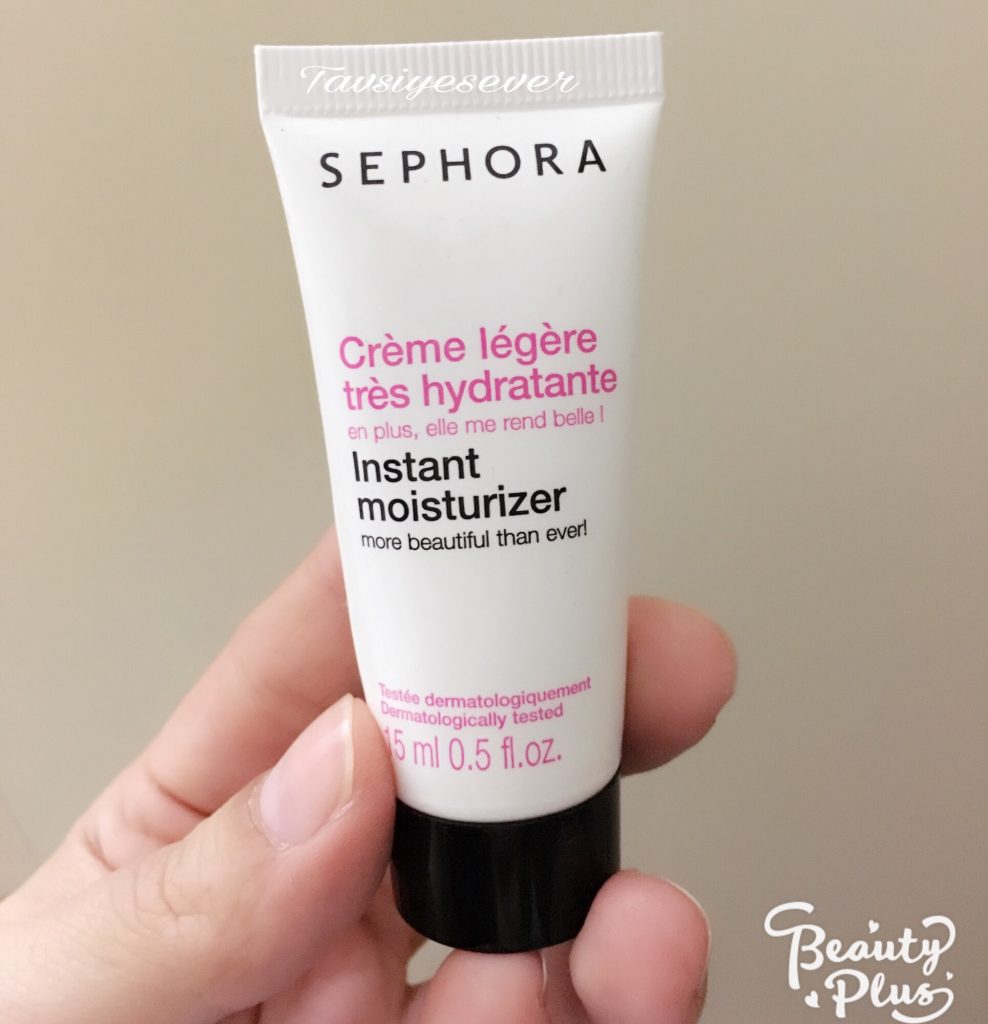 Tavsiyesever
SEPHORA
Crème légère
très hydratante
en plus, elle me rend belle !
Instant
moisturizer
more beautiful than ever!
Testée dermatologiquement
Dermatologically tested
15 ml 0.5 fl.oz.
Beauty
Plus